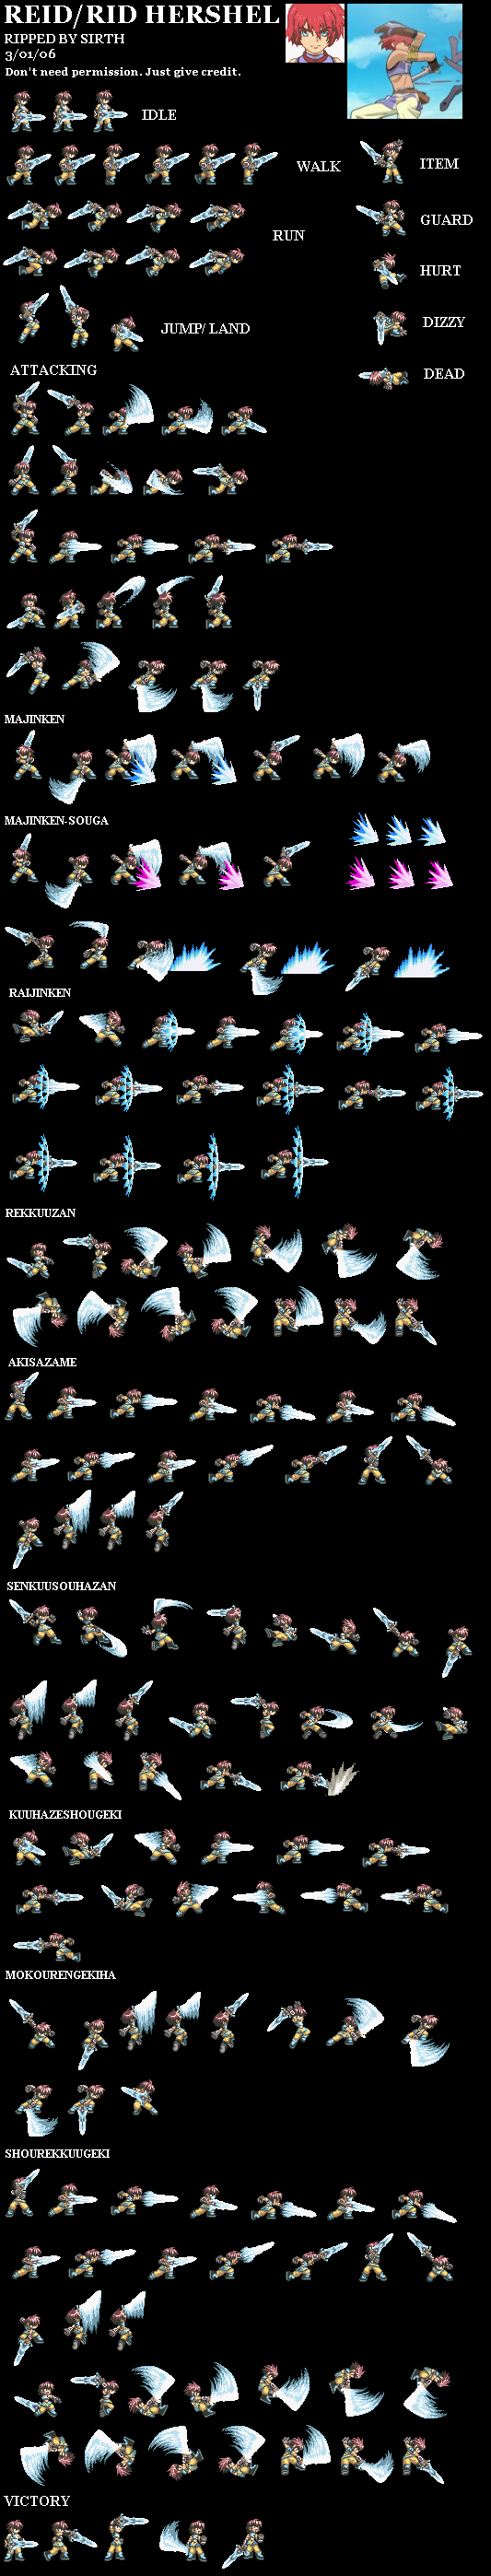 REID/RID HERSHEL
RIPPED BY SIRTH
3/01/06
Don't need permission. Just give credit.
IDLE
WALK
RUN
JUMP/ LAND
ITEM
GUARD
HURT
DIZZY
DEAD
ATTACKING
MAJINKEN
MAJINKEN-SOUGA
RAIJINKEN
REKKUUZAN
AKISAZAME
SENKUUSOUHAZAN
KUUHAZESHOUGEKI
MOKOURENGEKIHA
SHOUREKKUUGEKI
VICTORY